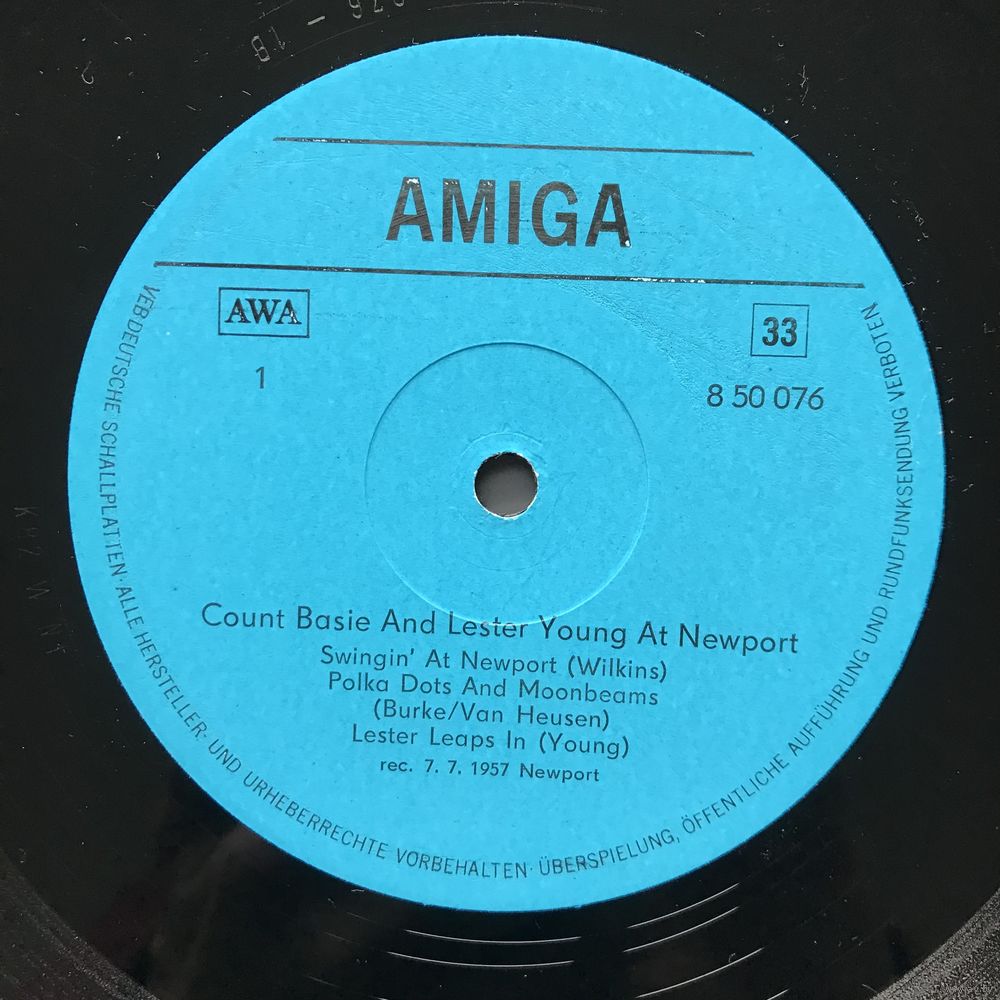 AMIGA
AWA
33
1
8 50 076
Count Basie And Lester Young At Newport
Swingin' At Newport (Wilkins)
Polka Dots And Moonbeams
(Burke/Van Heusen)
Lester Leaps In (Young)
rec. 7. 7. 1957 Newport
VEB DEUTSCHE SCHALLPLATTEN · ALLE HERSTELLER- UND URHEBERRECHTE VORBEHALTEN · ÜBERSPIELUNG, ÖFFENTLICHE AUFFÜHRUNG UND RUNDFUNKSENDUNG VERBOTEN